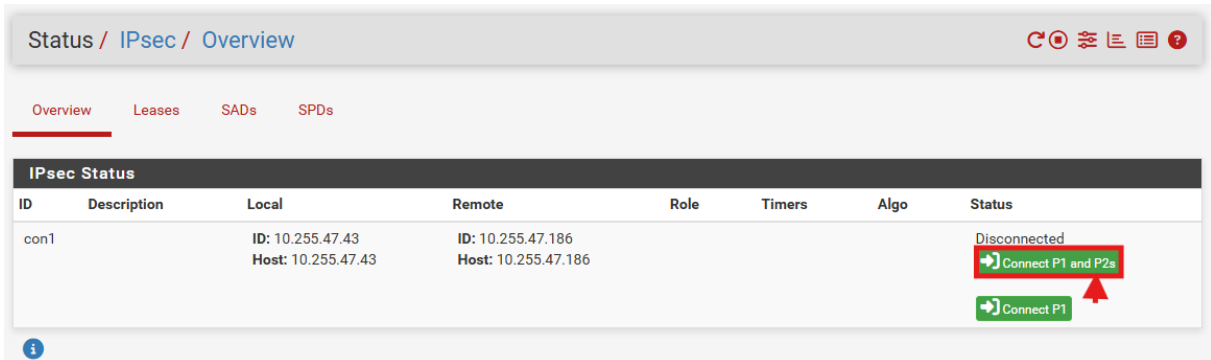 Status / IPsec / Overview
Overview Leases SADs SPDs
IPsec Status
ID Description Local Remote Role Timers Algo Status
con1 ID: 10.255.47.43 ID: 10.255.47.186 Disconnected
Host: 10.255.47.43 Host: 10.255.47.186 Connect P1 and P2s
Connect P1